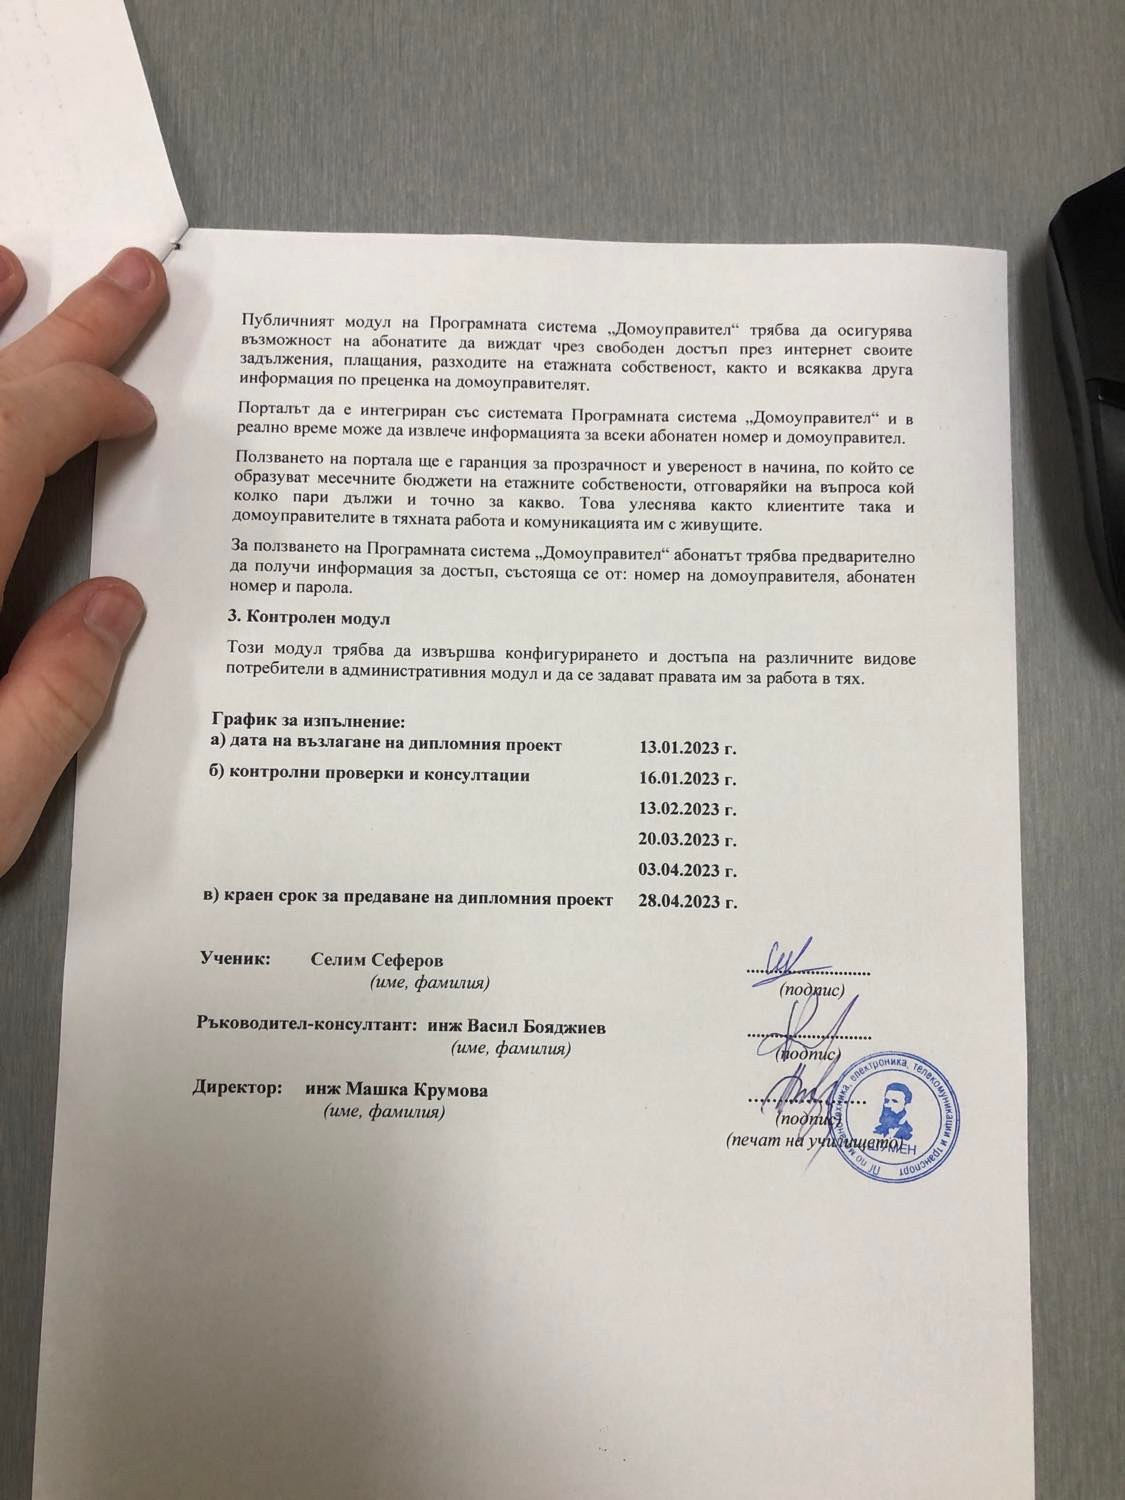 Публичният модул на Програмната система „Домоуправител“ трябва да осигурява
възможност на абонатите да виждат чрез свободен достъп през интернет своите
задължения, плащания, разходите на етажната собственост, както и всякаква друга
информация по преценка на домоуправителят.
Порталът да е интегриран със системата Програмната система „Домоуправител“ и в
реално време може да извлече информацията за всеки абонатен номер и домоуправител.
Ползването на портала ще е гаранция за прозрачност и увереност в начина, по който се
образуват месечните бюджети на етажните собствености, отговаряйки на въпроса кой
колко пари дължи и точно за какво. Това улеснява както клиентите така и
домоуправителите в тяхната работа и комуникацията им с живущите.
За ползването на Програмната система „Домоуправител“ абонатът трябва предварително
да получи информация за достъп, състояща се от: номер на домоуправителя, абонатен
номер и парола.
3. Контролен модул
Този модул трябва да извършва конфигурирането и достъпа на различните видове
потребители в административния модул и да се задават правата им за работа в тях.
График за изпълнение:
а) дата на възлагане на дипломния проект 13.01.2023 г.
б) контролни проверки и консултации 16.01.2023 г.
13.02.2023 г.
20.03.2023 г.
03.04.2023 г.
в) краен срок за предаване на дипломния проект 28.04.2023 г.
Ученик: Селим Сеферов ............................
(име, фамилия) (подпис)
Ръководител-консултант: инж Васил Бояджиев ............................
(име, фамилия) (подпис)
Директор: инж Машка Крумова ............................
(име, фамилия) (подпис)
(печат на училището)
ПГ по механотехника, електроника, телекомуникации и транспорт
ШУМЕН